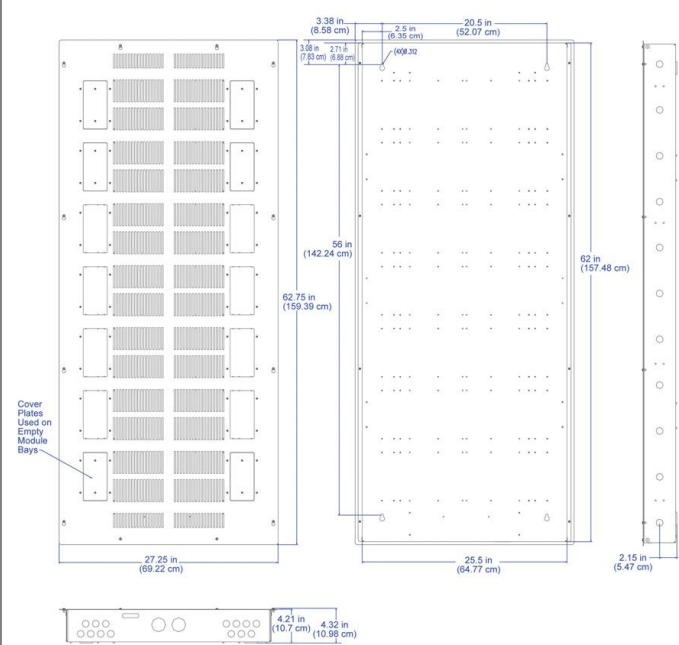 3.38 in
(8.58 cm)
2.5 in
(6.35 cm)
20.5 in
(52.07 cm)
3.08 in
(7.83 cm)
2.71 in
(6.88 cm)
(4X)Ø.312
56 in
(142.24 cm)
62 in
(157.48 cm)
62.75 in
(159.39 cm)
Cover
Plates
Used on
Empty
Module
Bays
27.25 in
(69.22 cm)
25.5 in
(64.77 cm)
2.15 in
(5.47 cm)
4.21 in
(10.7 cm)
4.32 in
(10.98 cm)